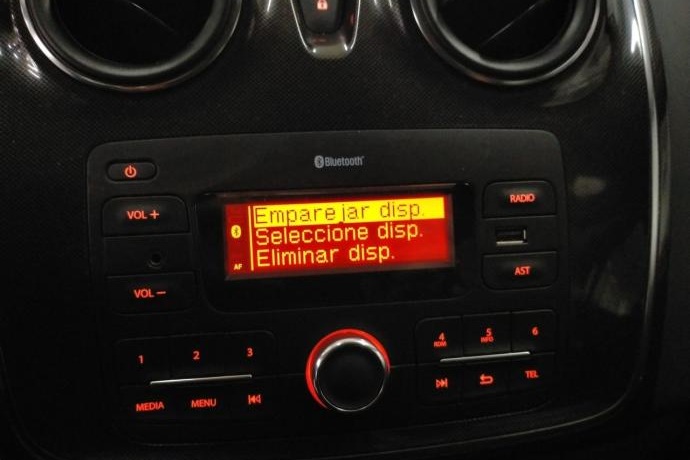 Bluetooth
VOL +
Emparejar disp.
Seleccione disp.
Eliminar disp.
AF
RADIO
VOL −
AST
1
2
3
4
RDM
5
INFO
6
MEDIA
MENU
TEL